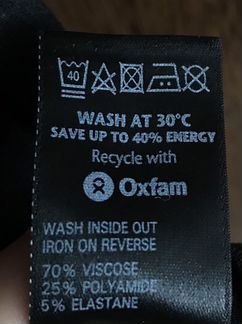 40
WASH AT 30°C
SAVE UP TO 40% ENERGY
Recycle with
Oxfam
WASH INSIDE OUT
IRON ON REVERSE
70% VISCOSE
25% POLYAMIDE
5% ELASTANE